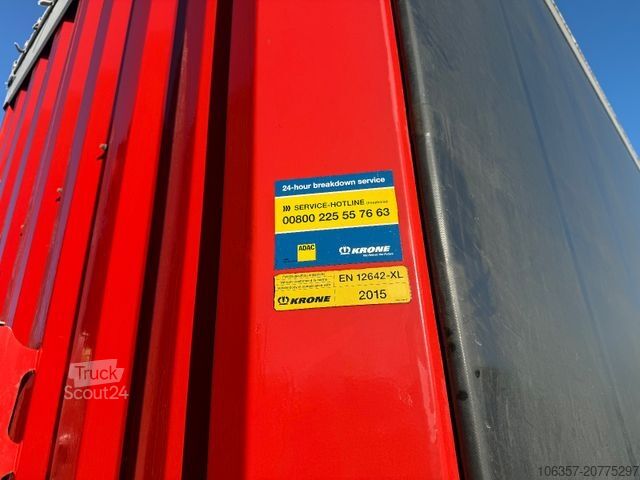 24-hour breakdown service
SERVICE-HOTLINE
00800 225 55 76 63
ADAC
KRONE
EN 12642-XL
KRONE
2015
Truck
Scout24
106357-20775297